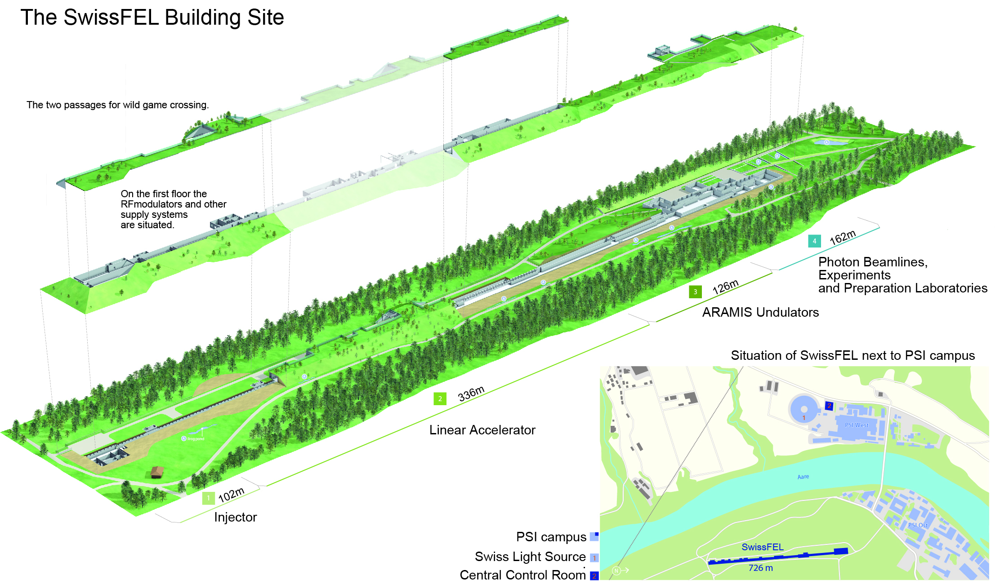 The SwissFEL Building Site
The two passages for wild game crossing.
On the first floor the
RFmodulators and other
supply systems
are situated.
A
A
A
A
A
A
A
A
A
A Regpond
4 162m
Photon Beamlines,
Experiments
and Preparation Laboratories
3 126m
ARAMIS Undulators
2 336m
Linear Accelerator
1 102m
Injector
Situation of SwissFEL next to PSI campus
1
2
PSI West
Aare
PSI Ost
SwissFEL
726 m
N
PSI campus
Swiss Light Source 1
Central Control Room 2